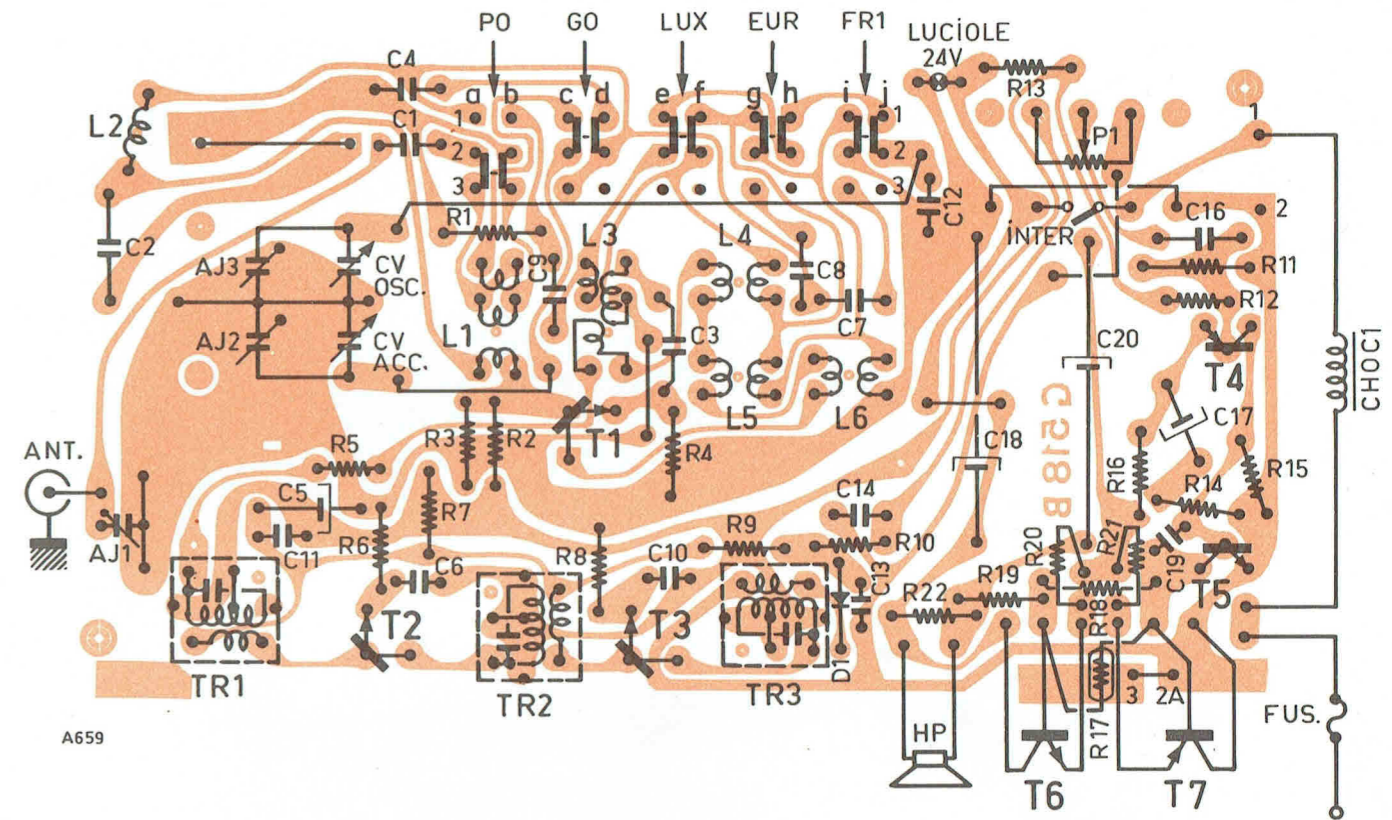 PO GO LUX EUR FR1
LUCİOLE
24V
C4
R13
a b c d e f g h i j
1 1 1
L2
C1
P1
2 2
3 3
C12
2
R1
İNTER
C16
C2
AJ3
CV
OSC.
L3
L4
C9
C8
R11
R12
AJ2
CV
ACC.
L1
C3
C7
C20
T4
L5
L6
C17
ANT.
R3
R2
T1
R4
C18
G518B
R16
R15
R5
R14
CHOC1
C5
R7
C14
C11
R6
R9
R10
R20
R21
C19
AJ1
C6
R8
C10
C13
R19
R22
R18
T5
T2
T3
D1
TR1
TR2
TR3
R17
3 2A
FUS.
A659
HP
T6
T7